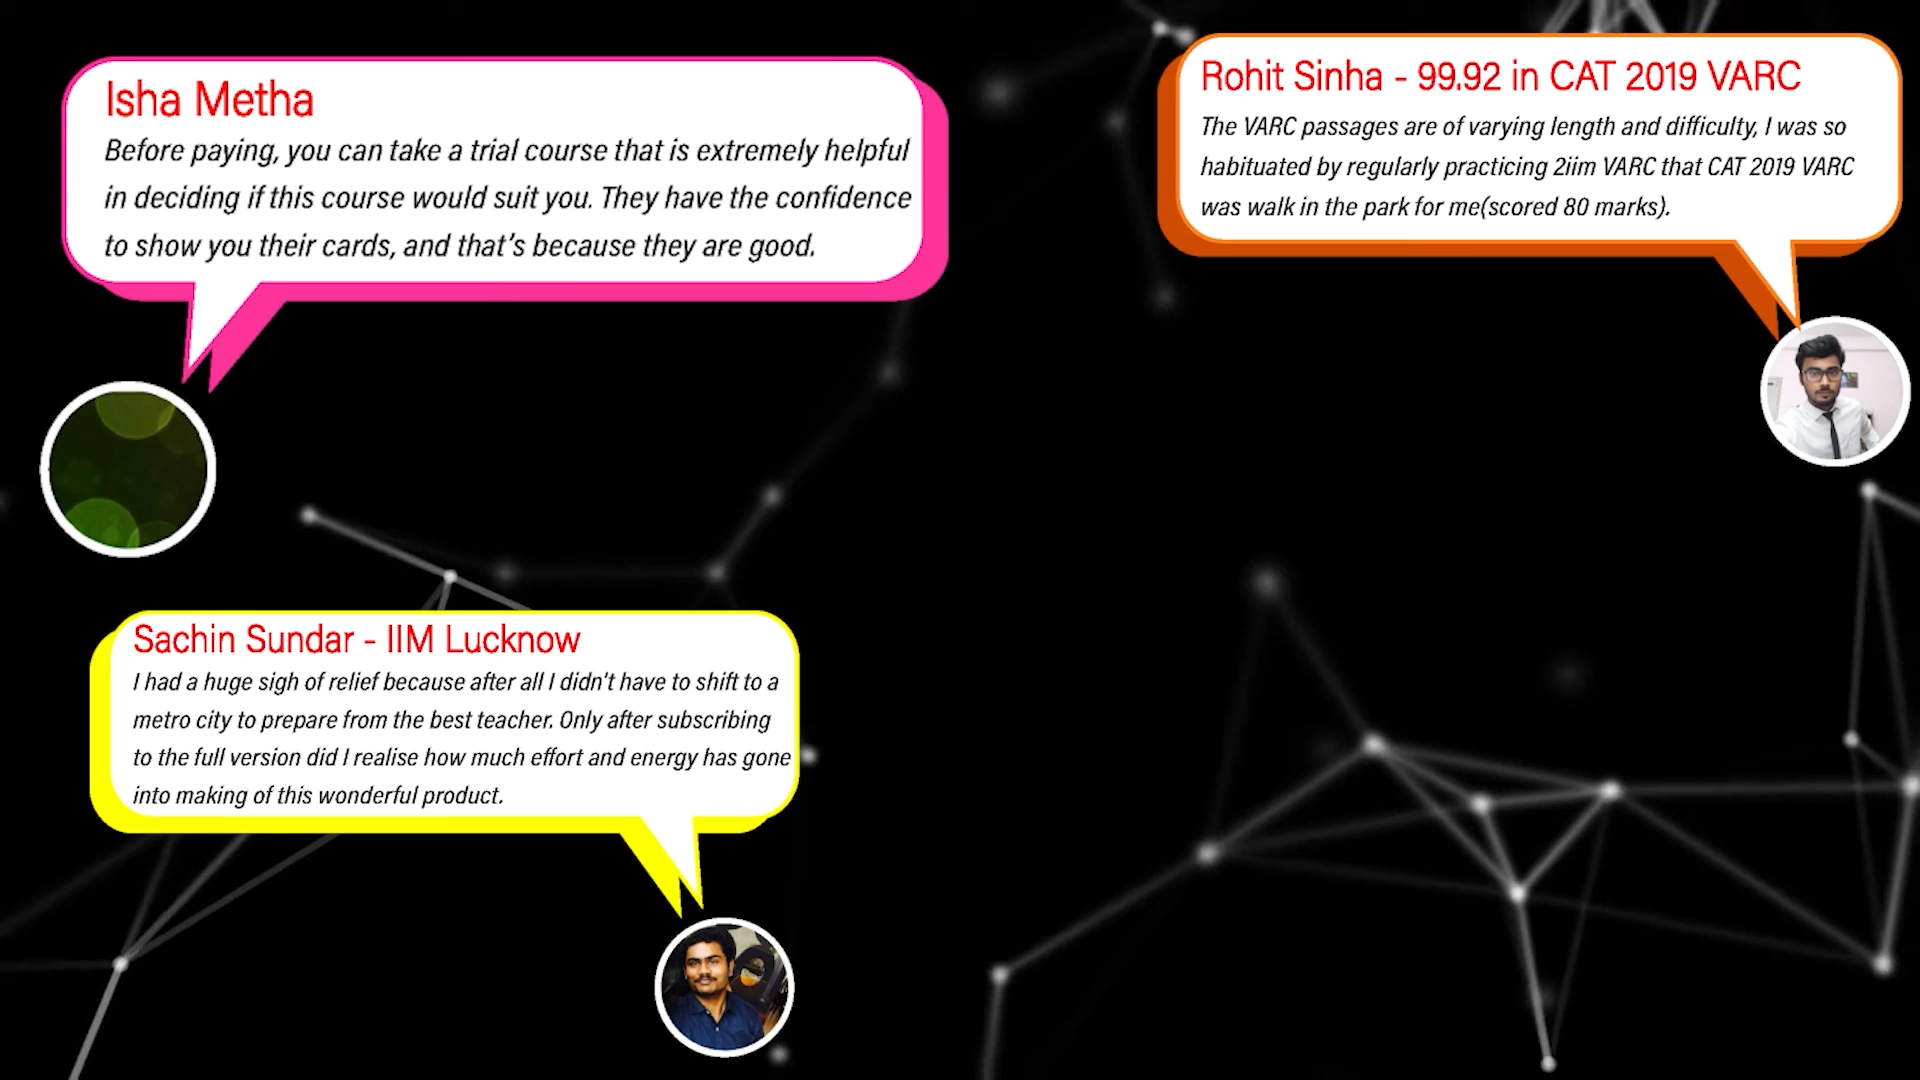 Isha Metha
Before paying, you can take a trial course that is extremely helpful
in deciding if this course would suit you. They have the confidence
to show you their cards, and that's because they are good.
Rohit Sinha - 99.92 in CAT 2019 VARC
The VARC passages are of varying length and difficulty, I was so
habituated by regularly practicing 2iim VARC that CAT 2019 VARC
was walk in the park for me(scored 80 marks).
Sachin Sundar - IIM Lucknow
I had a huge sigh of relief because after all I didn't have to shift to a
metro city to prepare from the best teacher. Only after subscribing
to the full version did I realise how much effort and energy has gone
into making of this wonderful product.